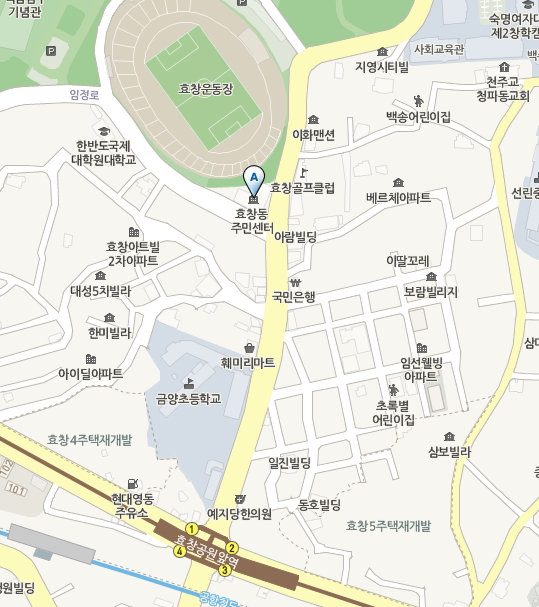 기념관
P
P
숙명여자대
제2창학캠
사회교육관
지영시티빌
천주교
청파동교회
임정로
효창운동장
백송어린이집
이화맨션
한반도국제
대학원대학교
A
효창골프클럽
베르체아파트
선린중
효창동
주민센터
아람빌딩
효창아트빌
2차아파트
이딸꼬레
대성5차빌라
국민은행
보람빌리지
한미빌라
훼미리마트
임선웰빙
아파트
아이딜아파트
금양초등학교
초록별
어린이집
효창4주택재개발
삼보빌라
일진빌딩
102
101
현대영동
주유소
예지당한의원
동호빌딩
효창5주택재개발
1
2
효창공원앞역
4
3
생원빌딩
공항철도